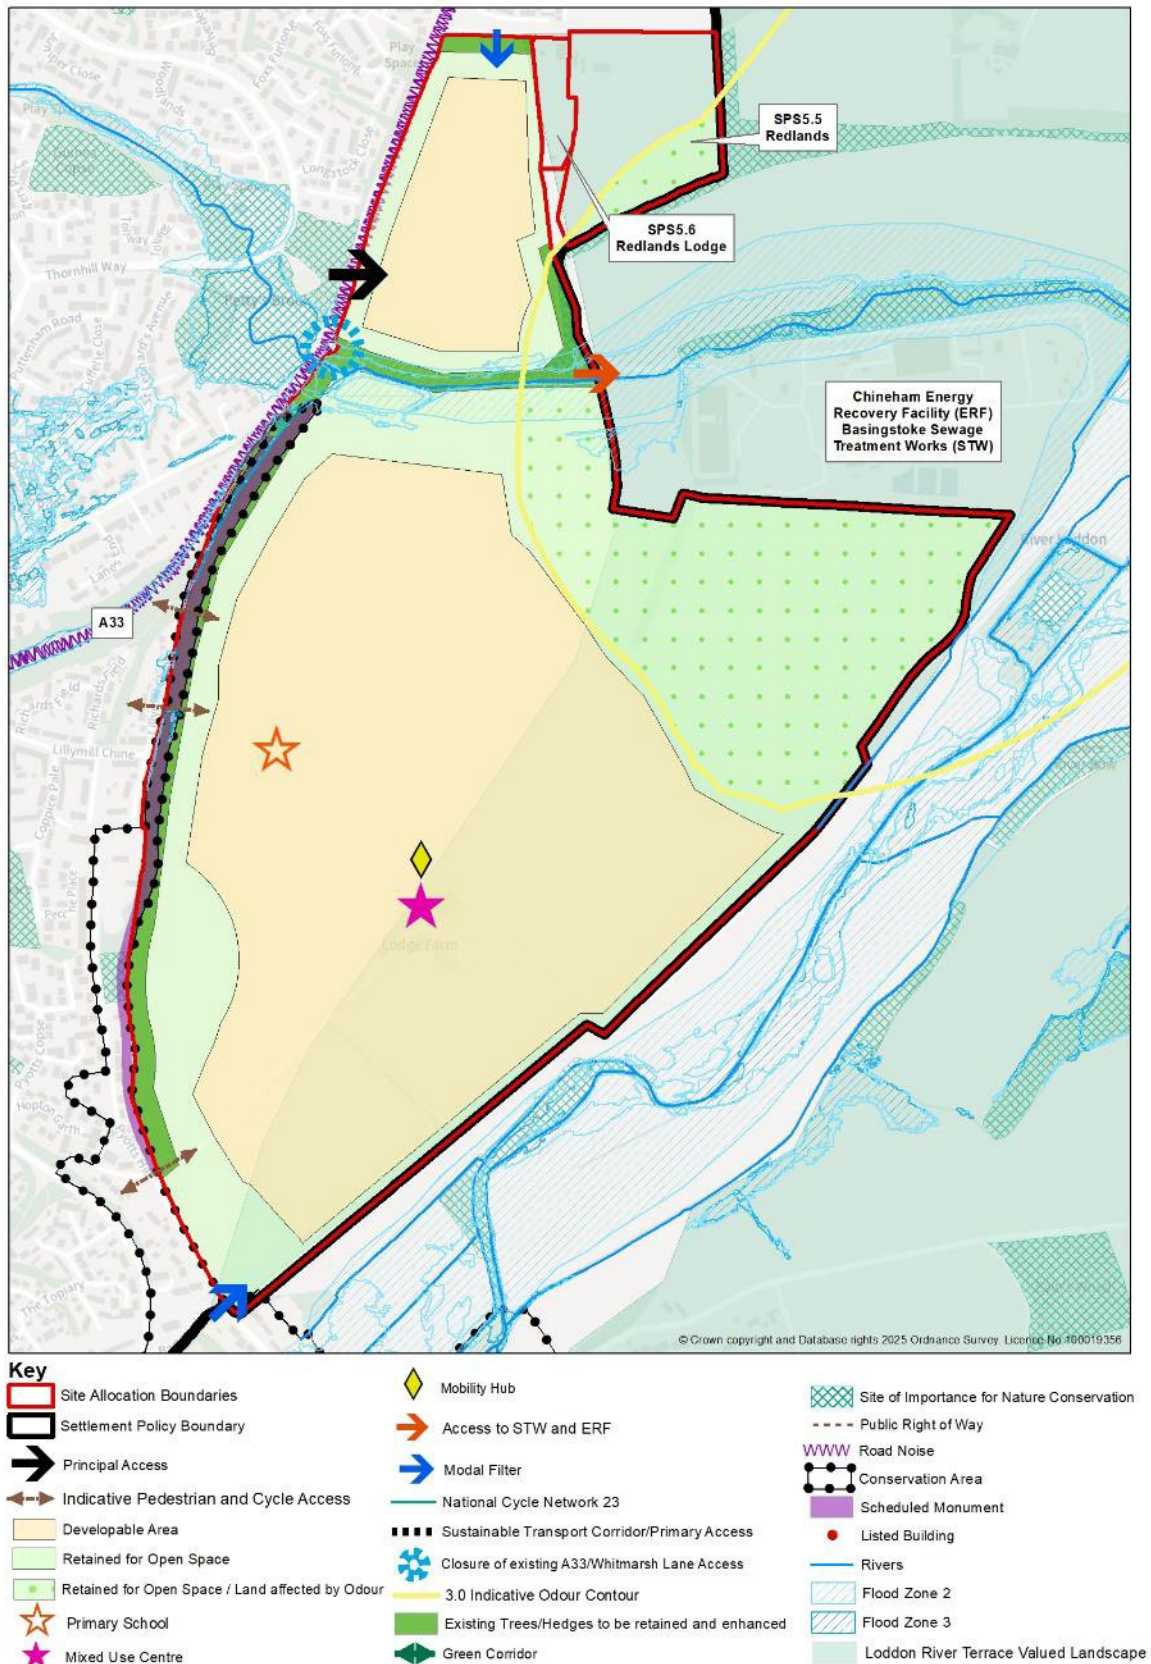 Play
Space
Longstock Close
Thornhill Way
SPS5.5
Redlands
SPS5.6
Redlands Lodge
Chineham Energy
Recovery Facility (ERF)
Basingstoke Sewage
Treatment Works (STW)
River Loddon
A33
Richards Field
Lillymill Chine
Lodge Farm
Pyotts Copse
Hopton Garth
The Topiary
© Crown copyright and Database rights 2025 Ordnance Survey. Licence No 100019356
Key
Site Allocation Boundaries
Settlement Policy Boundary
Principal Access
Indicative Pedestrian and Cycle Access
Developable Area
Retained for Open Space
Retained for Open Space / Land affected by Odour
Primary School
Mixed Use Centre
Mobility Hub
Access to STW and ERF
Modal Filter
National Cycle Network 23
Sustainable Transport Corridor/Primary Access
Closure of existing A33/Whitmarsh Lane Access
3.0 Indicative Odour Contour
Existing Trees/Hedges to be retained and enhanced
Green Corridor
Site of Importance for Nature Conservation
Public Right of Way
Road Noise
Conservation Area
Scheduled Monument
Listed Building
Rivers
Flood Zone 2
Flood Zone 3
Loddon River Terrace Valued Landscape